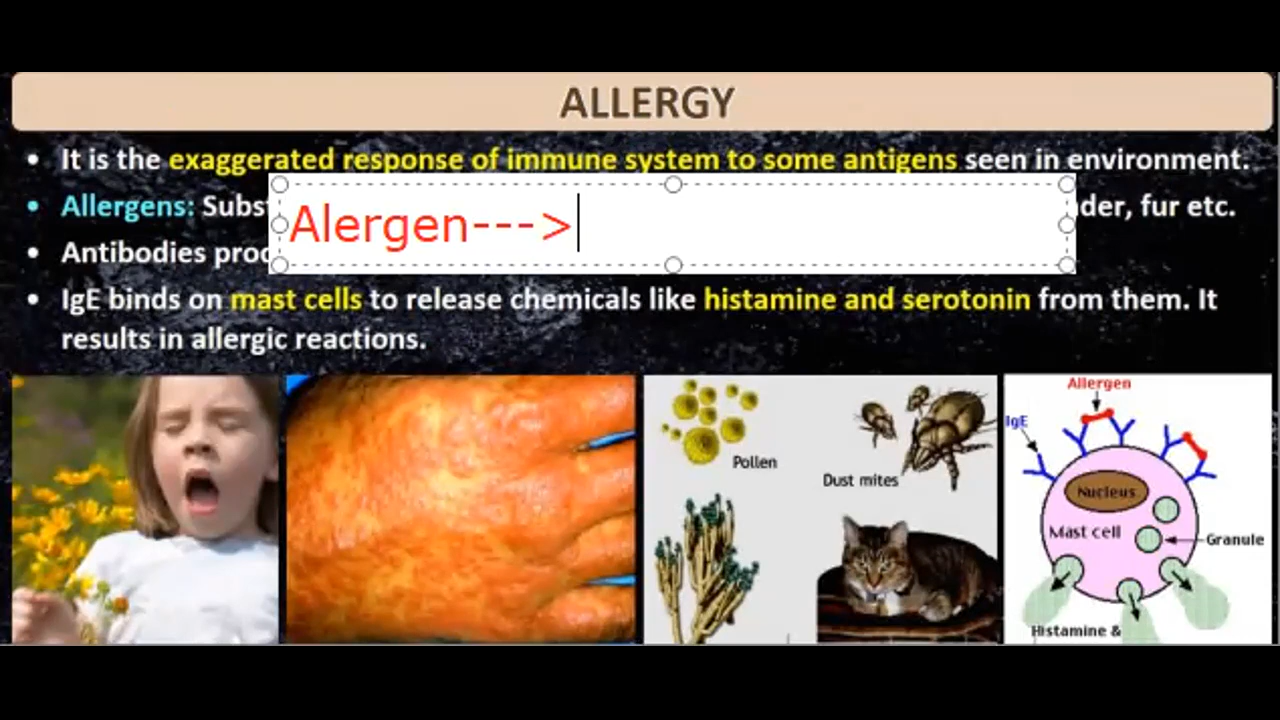 ALLERGY
• It is the exaggerated response of immune system to some antigens seen in environment.
• Allergens: der, fur etc.
Alergen--->
• Antibodies
• IgE binds on mast cells to release chemicals like histamine and serotonin from them. It
results in allergic reactions.
Pollen
Dust mites
Allergen
IgE
Nucleus
Mast cell
Granule
Histamine &